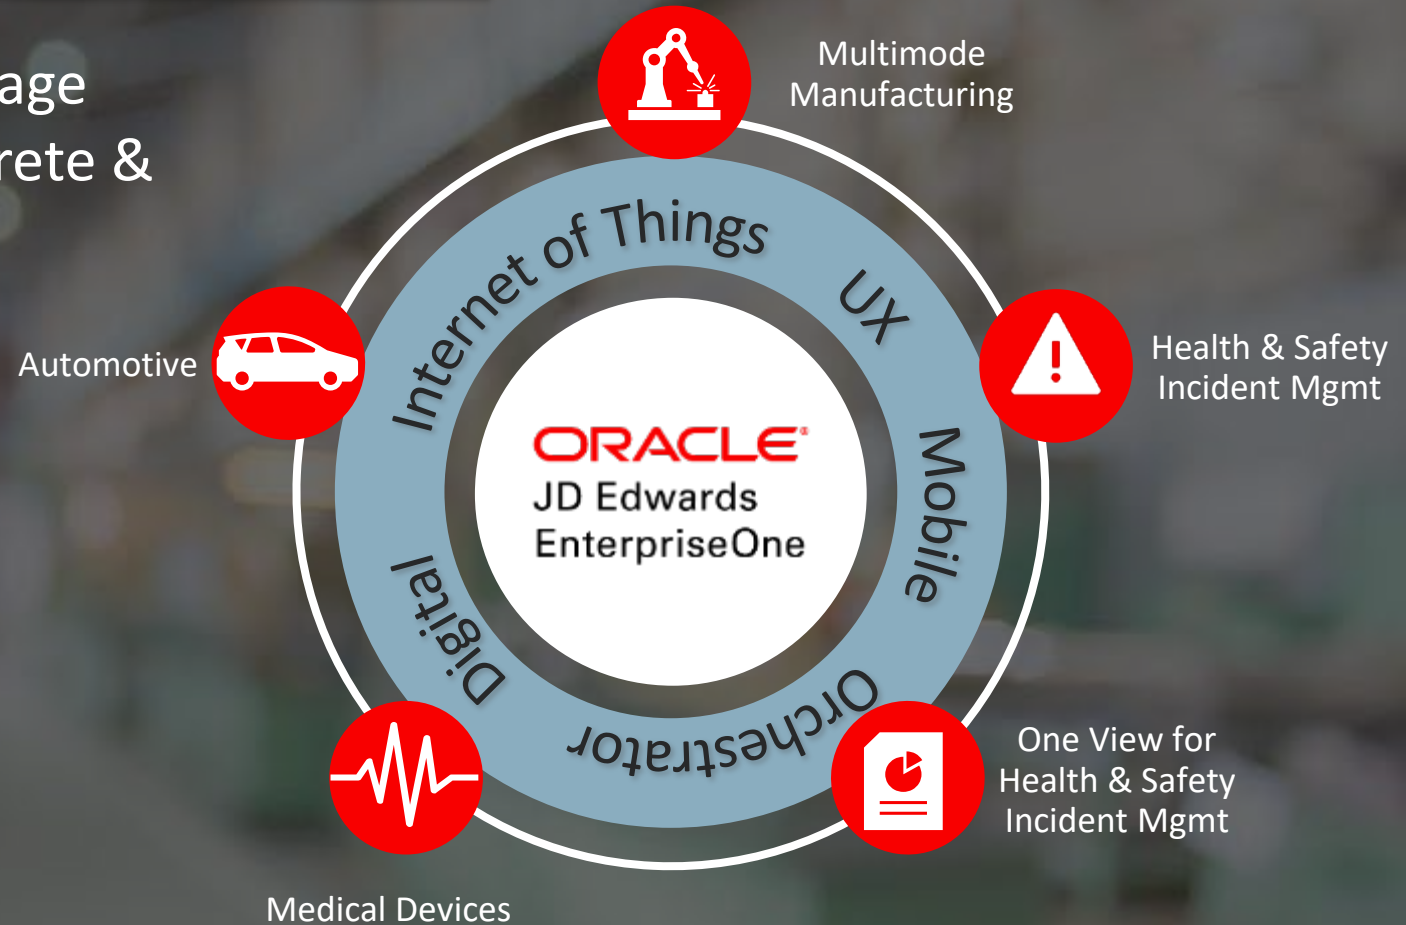 age
rete &
Multimode
Manufacturing
Internet of Things
UX
Automotive
Health & Safety
Incident Mgmt
ORACLE®
JD Edwards
EnterpriseOne
Mobile
Digital
Orchestrator
One View for
Health & Safety
Incident Mgmt
Medical Devices